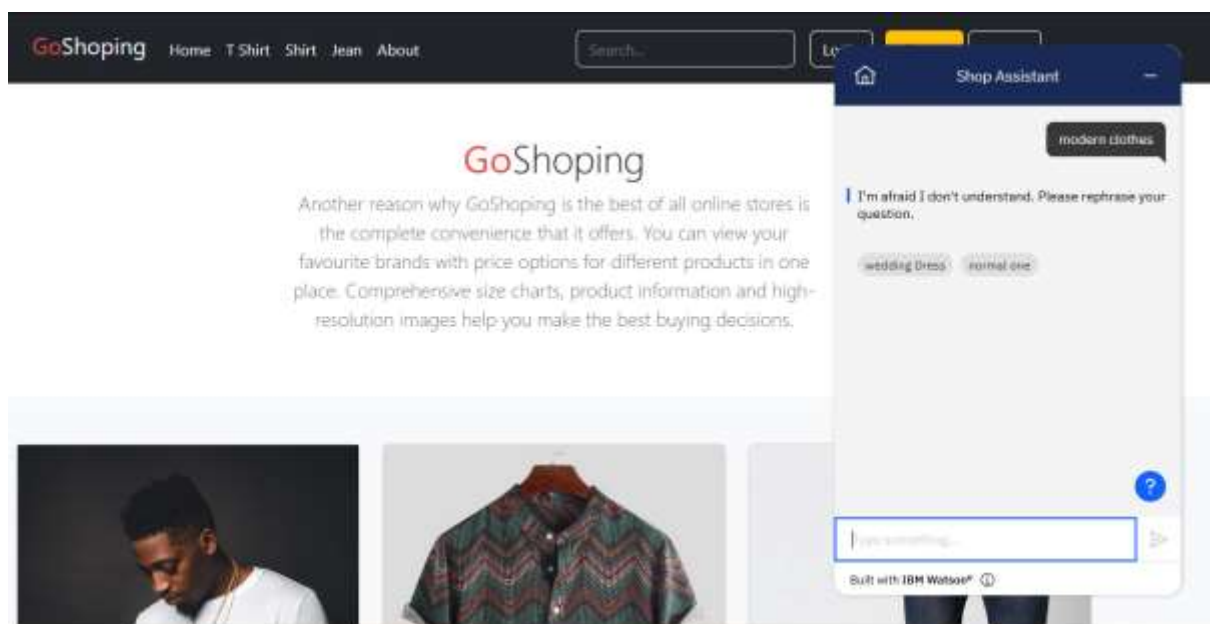 GoShoping Home T Shirt Shirt Jean About Search...
Shop Assistant
modern clothes
I'm afraid I don't understand. Please rephrase your
question.
wedding Dress normal one
GoShoping
Another reason why GoShoping is the best of all online stores is
the complete convenience that it offers. You can view your
favourite brands with price options for different products in one
place. Comprehensive size charts, product information and high-
resolution images help you make the best buying decisions.
?
Type something...
Built with IBM Watson®